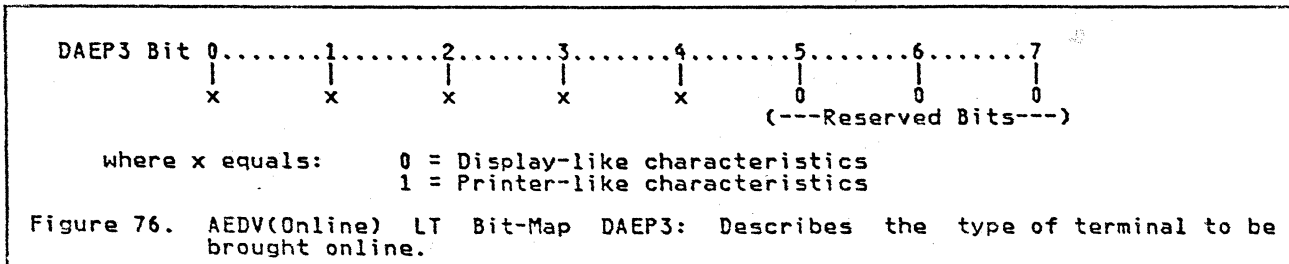 DAEP3 Bit 0.......1.......2.......3.......4.......5.......6.......7
| | | | | | | |
x x x x x 0 0 0
(---Reserved Bits---)
where x equals: 0 = Display-like characteristics
1 = Printer-like characteristics
Figure 76. AEDV(Online) LT Bit-Map DAEP3: Describes the type of terminal to be
brought online.